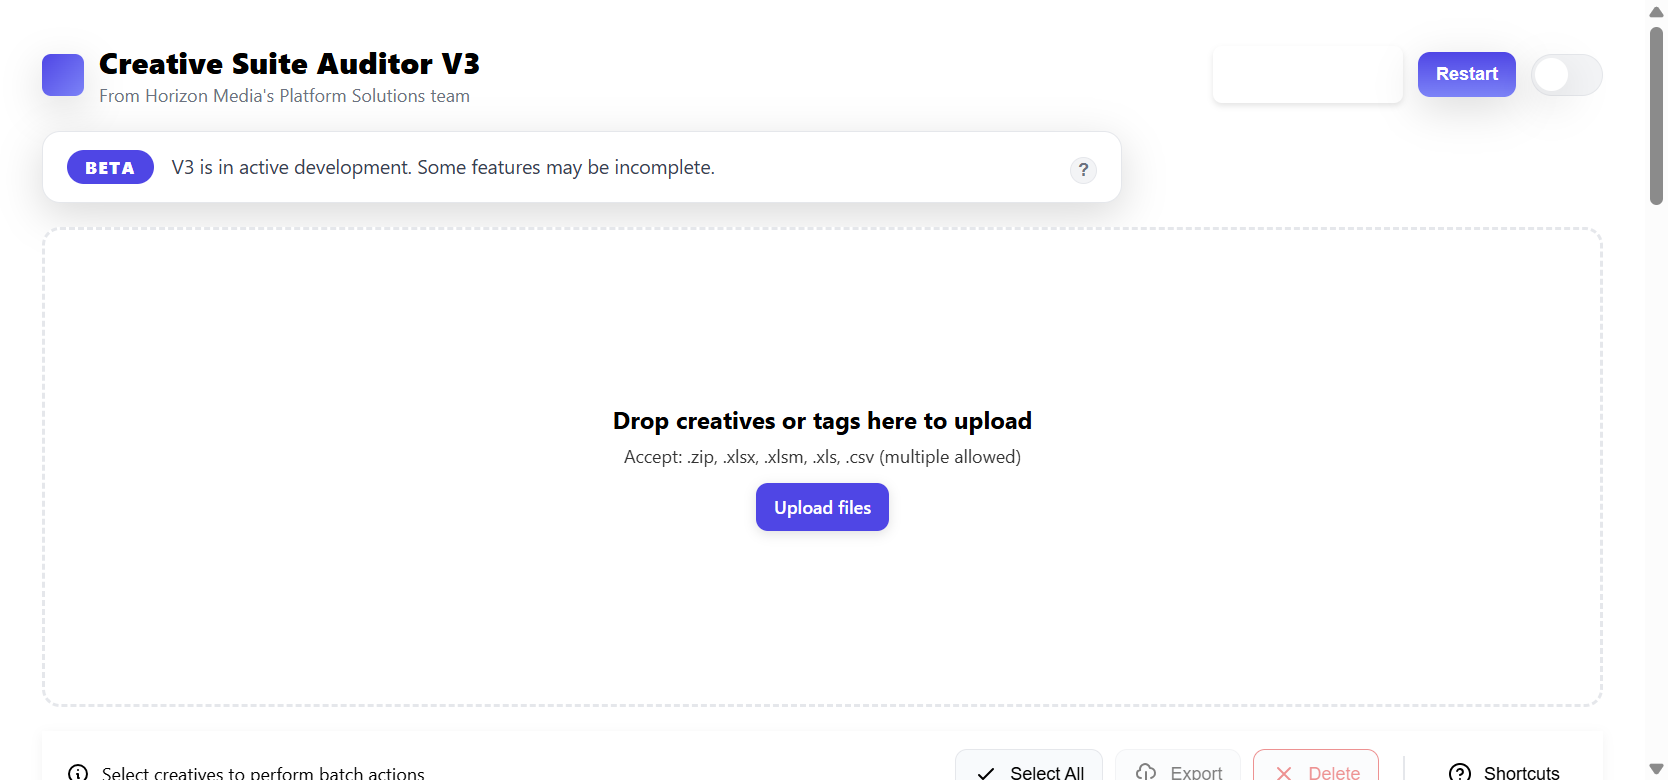 Creative Suite Auditor V3
From Horizon Media's Platform Solutions team
Restart
BETA
V3 is in active development. Some features may be incomplete.
?
Drop creatives or tags here to upload
Accept: .zip, .xlsx, .xlsm, .xls, .csv (multiple allowed)
Upload files
Select creatives to perform batch actions
Select All
Export
Delete
Shortcuts